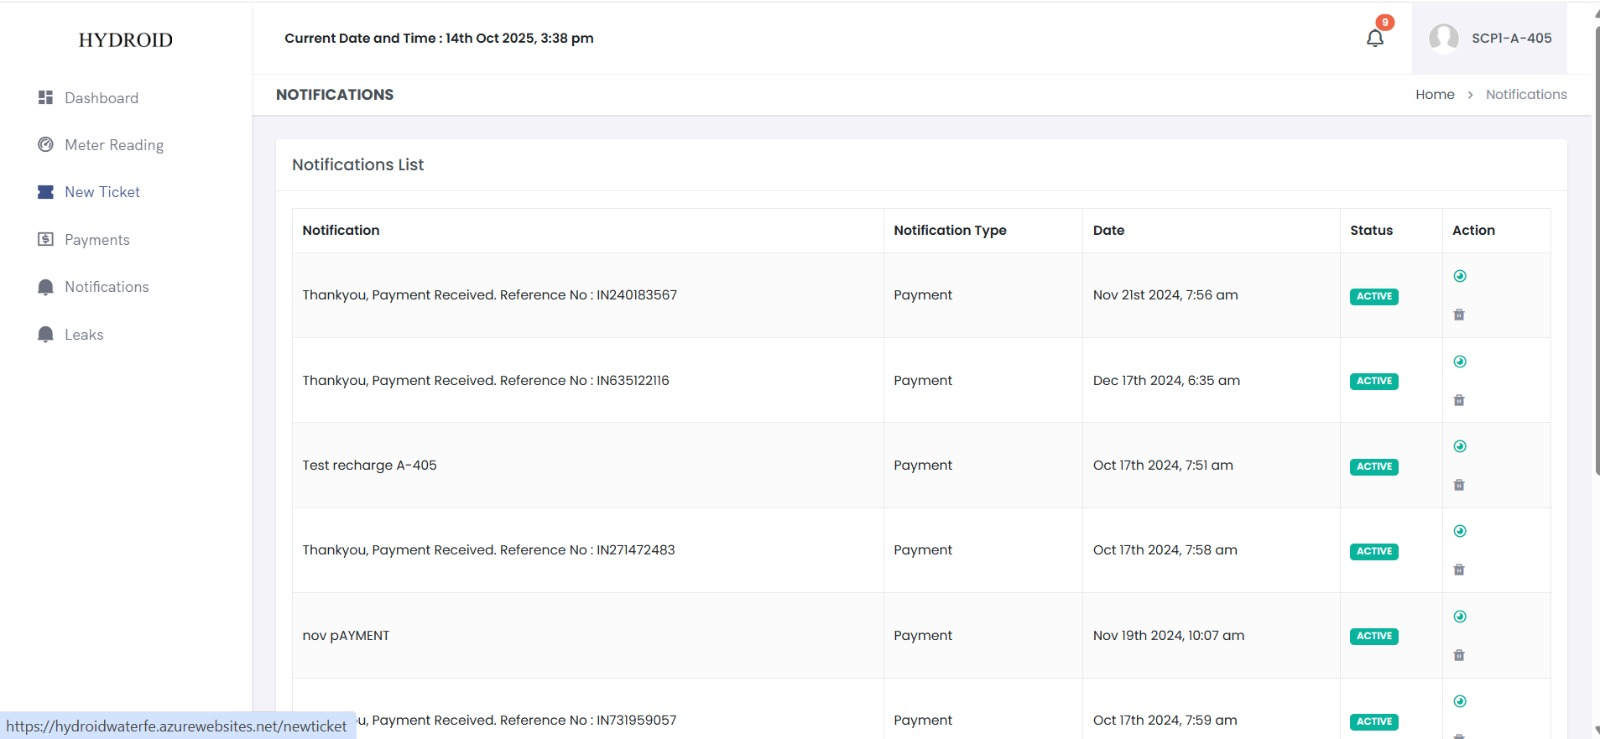 HYDROID
Current Date and Time : 14th Oct 2025, 3:38 pm
9
SCP1-A-405
Dashboard
Meter Reading
New Ticket
Payments
Notifications
Leaks
NOTIFICATIONS
Home > Notifications
Notifications List
Notification Notification Type Date Status Action
Thankyou, Payment Received. Reference No : IN240183567 Payment Nov 21st 2024, 7:56 am ACTIVE
Thankyou, Payment Received. Reference No : IN635122116 Payment Dec 17th 2024, 6:35 am ACTIVE
Test recharge A-405 Payment Oct 17th 2024, 7:51 am ACTIVE
Thankyou, Payment Received. Reference No : IN271472483 Payment Oct 17th 2024, 7:58 am ACTIVE
nov pAYMENT Payment Nov 19th 2024, 10:07 am ACTIVE
u, Payment Received. Reference No : IN731959057 Payment Oct 17th 2024, 7:59 am ACTIVE
https://hydroidwaterfe.azurewebsites.net/newticket